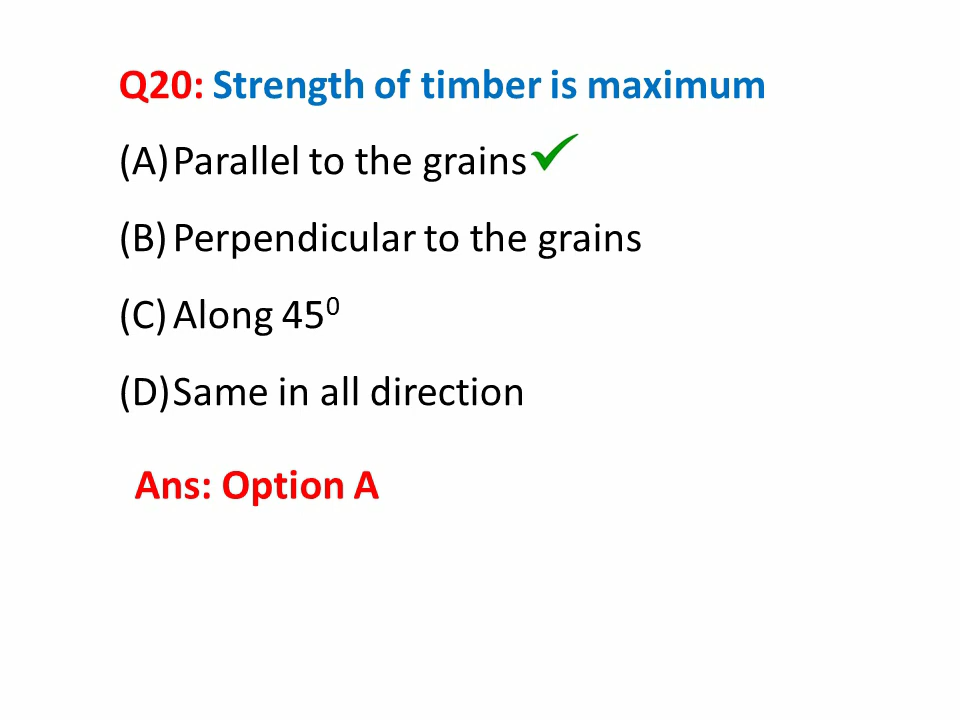 Q20: Strength of timber is maximum
(A) Parallel to the grains ✓
(B) Perpendicular to the grains
(C) Along 45⁰
(D) Same in all direction
Ans: Option A